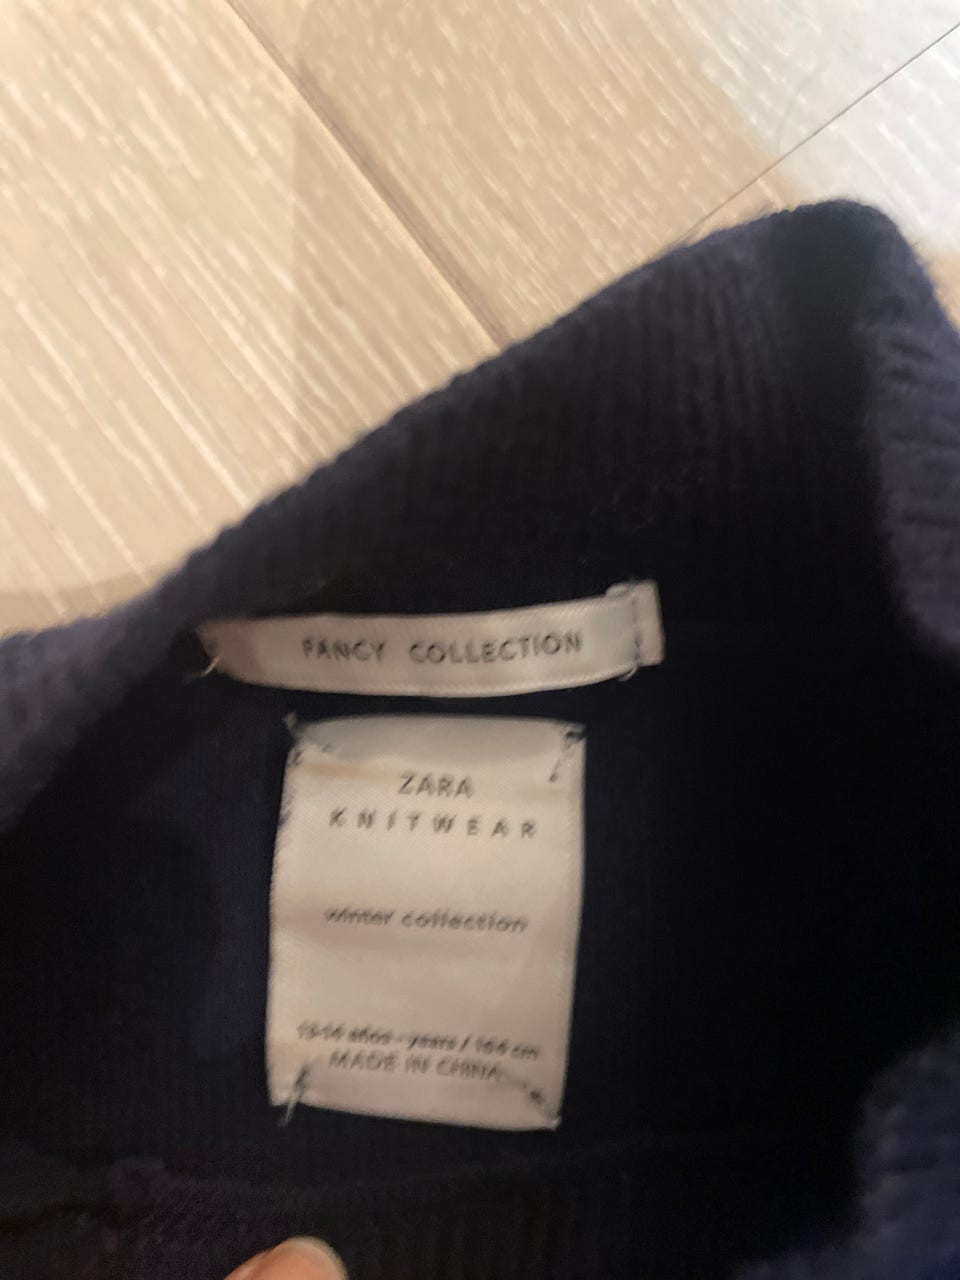 FANCY COLLECTION
ZARA
KNITWEAR
winter collection
13-14 años - years / 164 cm
MADE IN CHINA